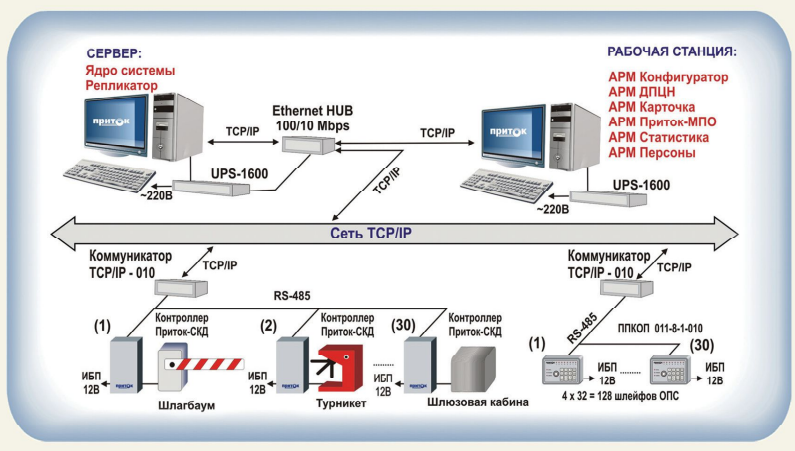 СЕРВЕР:
Ядро системы
Репликатор
приток
TCP/IP
Ethernet HUB
100/10 Mbps
TCP/IP
РАБОЧАЯ СТАНЦИЯ:
АРМ Конфигуратор
АРМ ДПЦН
АРМ Карточка
АРМ Приток-МПО
АРМ Статистика
АРМ Персоны
приток
UPS-1600
~220В
TCP/IP
UPS-1600
~220В
Сеть TCP/IP
Коммуникатор
TCP/IP - 010
TCP/IP
Коммуникатор
TCP/IP - 010
TCP/IP
RS-485
RS-485
(1)
Контроллер
Приток-СКД
ПРИТОК
ИБП
12В
Шлагбаум
(2)
Контроллер
Приток-СКД
ПРИТОК
ИБП
12В
Турникет
..........
(30)
Контроллер
Приток-СКД
ПРИТОК
ИБП
12В
Шлюзовая кабина
ППКОП 011-8-1-010
(1)
(30)
ИБП
12В
..........
ИБП
12В
4 x 32 = 128 шлейфов ОПС